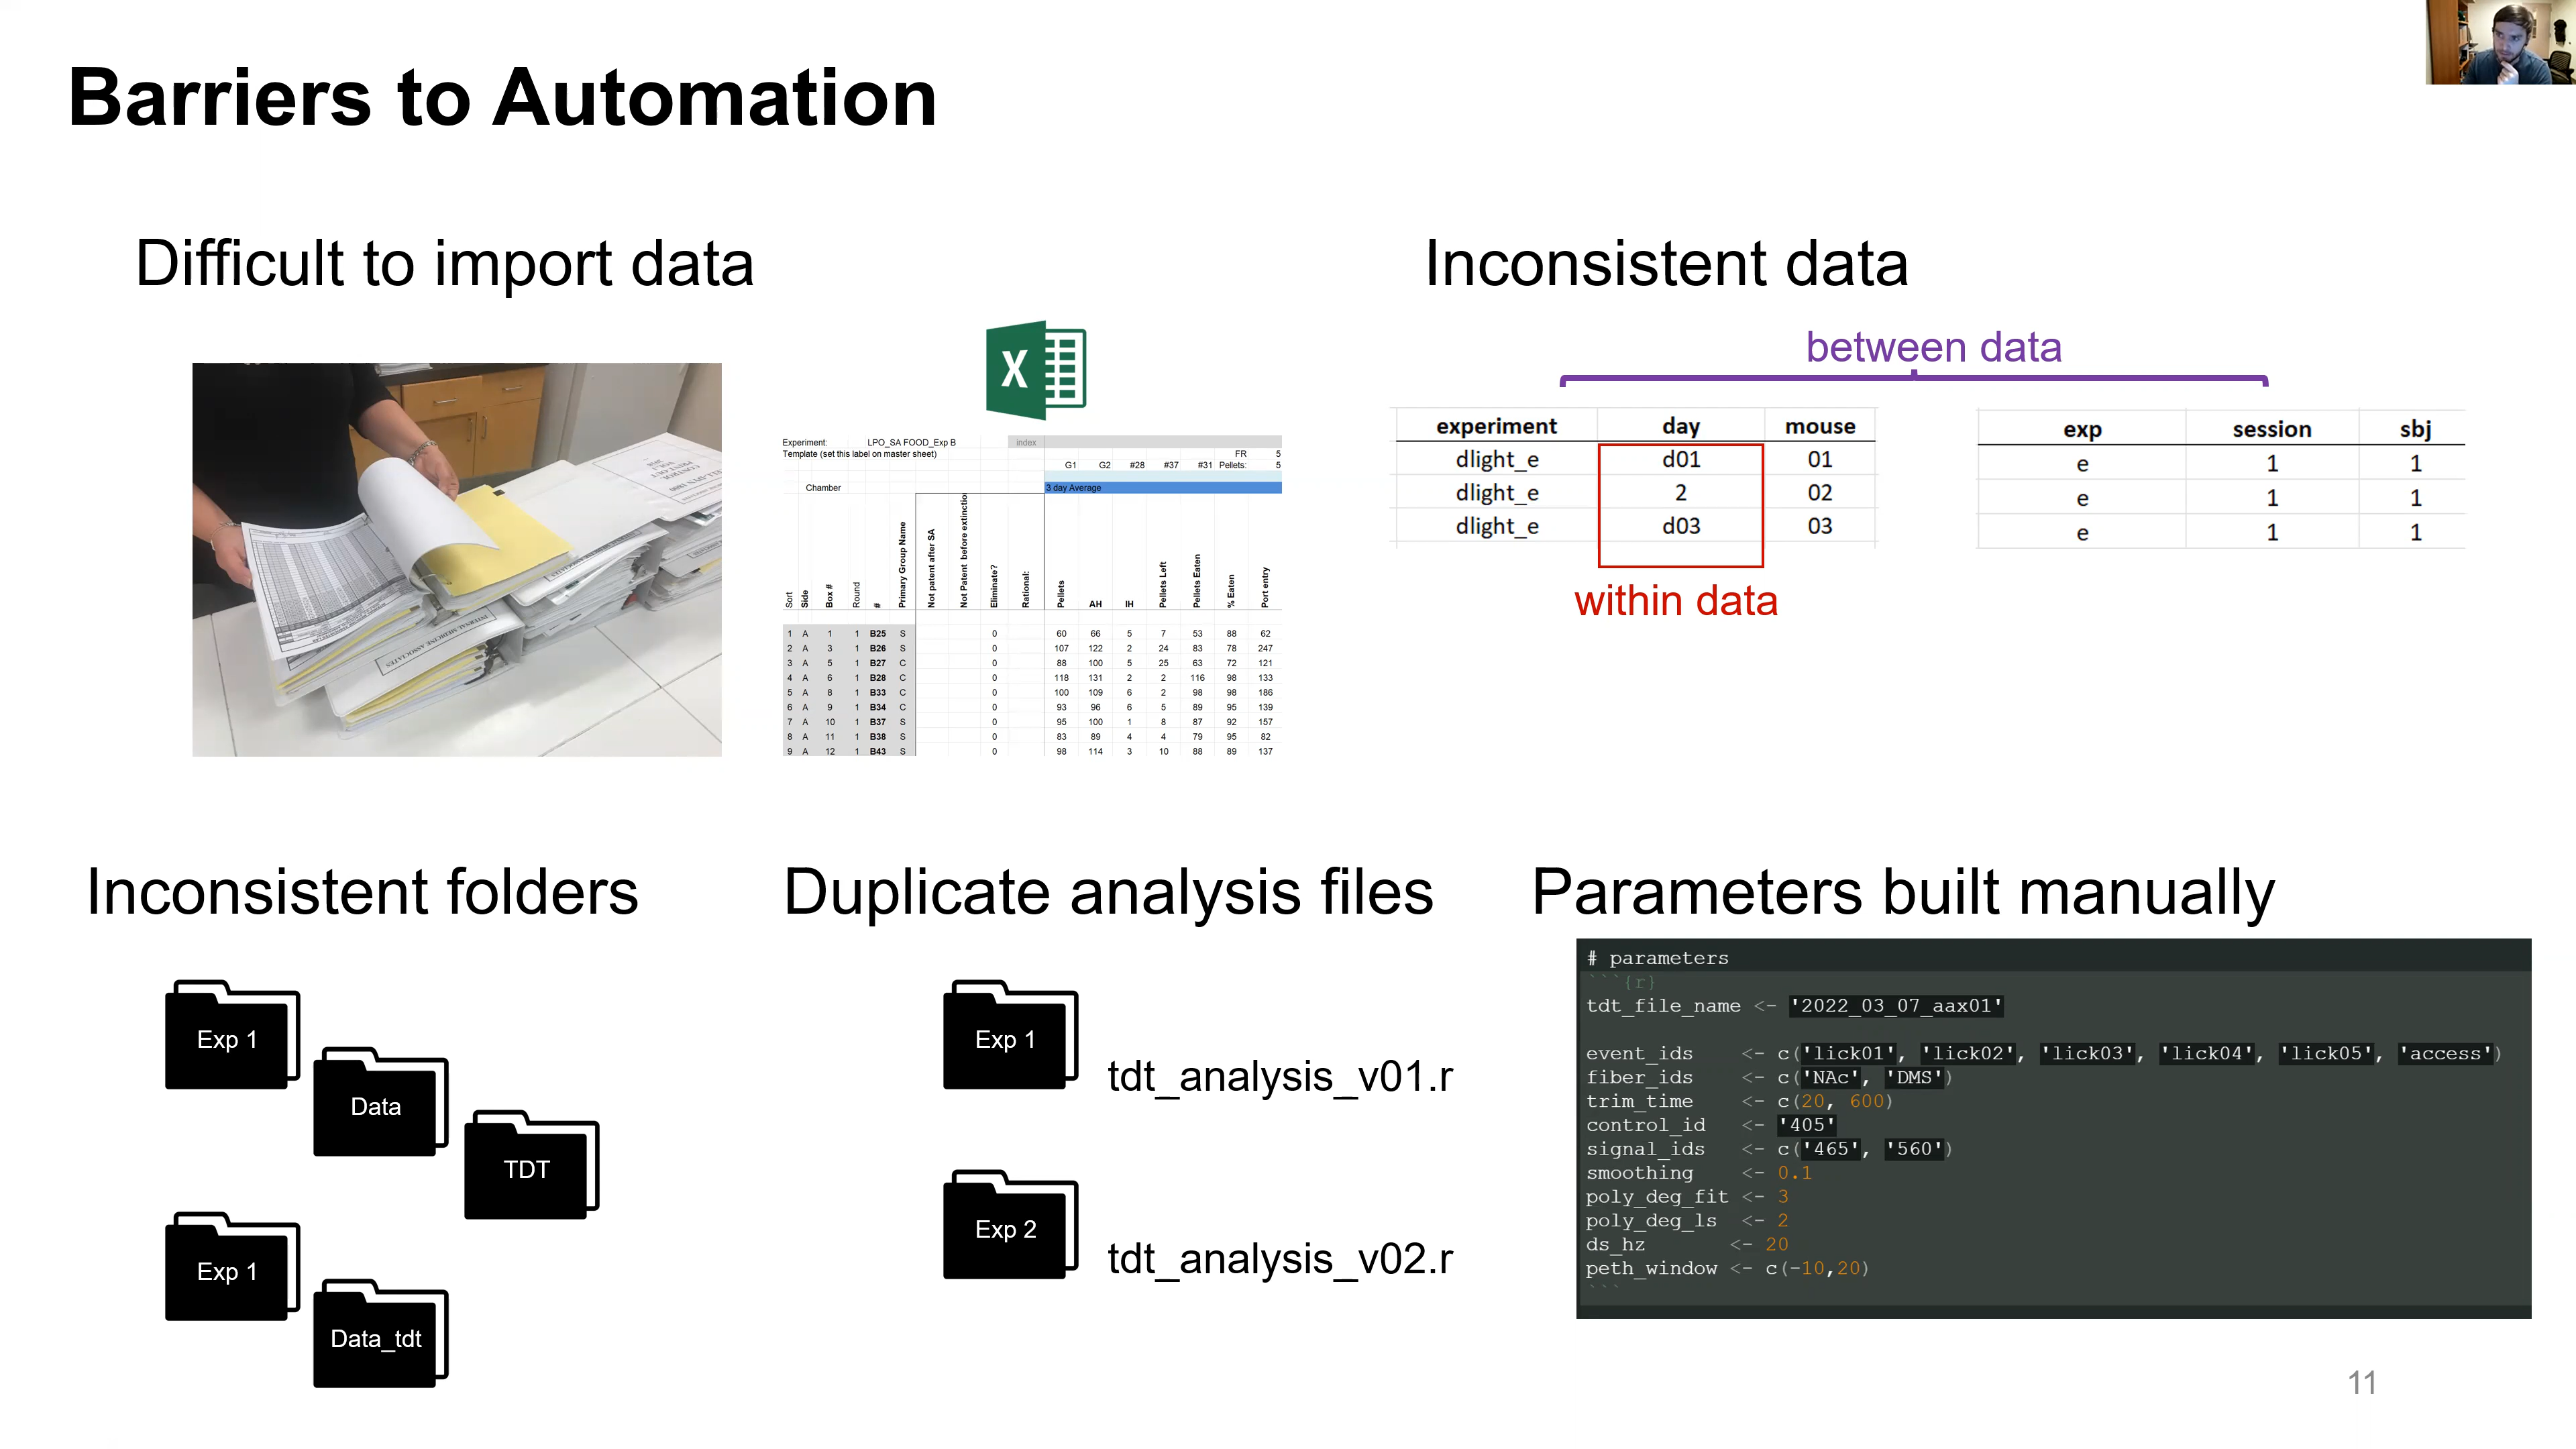 Barriers to Automation
Difficult to import data
Inconsistent data
between data
X
Experiment: LPO_SA FOOD_Exp B index
Template (set this label on master sheet) FR 5
G1 G2 #28 #37 #31 Pellets: 5
Chamber 3 day Average
Sort Side Box # Round # Primary Group Name Not patent after SA Not Patent before extinctio Eliminate? Rational: Pellets AH IH Pellets Left Pellets Eaten % Eaten Port entry
1 A 1 1 B25 S 0 60 66 5 7 53 88 62
2 A 3 1 B26 S 0 107 122 2 24 83 78 247
3 A 5 1 B27 C 0 88 100 5 25 63 72 121
4 A 6 1 B28 C 0 118 131 2 2 116 98 133
5 A 8 1 B33 C 0 100 109 6 2 98 98 186
6 A 9 1 B34 C 0 93 96 6 5 89 95 139
7 A 10 1 B37 S 0 95 100 1 8 87 92 157
8 A 11 1 B38 S 0 83 89 4 4 79 95 82
9 A 12 1 B43 S 0 98 114 3 10 88 89 137
INTERNAL MEDICINE ASSOCIATES
experiment day mouse
dlight_e d01 01
dlight_e 2 02
dlight_e d03 03
within data
exp session sbj
e 1 1
e 1 1
e 1 1
Inconsistent folders
Exp 1
Data
TDT
Exp 1
Data_tdt
Duplicate analysis files
Exp 1
tdt_analysis_v01.r
Exp 2
tdt_analysis_v02.r
Parameters built manually
# parameters
```{r}
tdt_file_name <- '2022_03_07_aax01'
event_ids <- c('lick01', 'lick02', 'lick03', 'lick04', 'lick05', 'access')
fiber_ids <- c('NAc', 'DMS')
trim_time <- c(20, 600)
control_id <- '405'
signal_ids <- c('465', '560')
smoothing <- 0.1
poly_deg_fit <- 3
poly_deg_ls <- 2
ds_hz <- 20
peth_window <- c(-10,20)
```
11